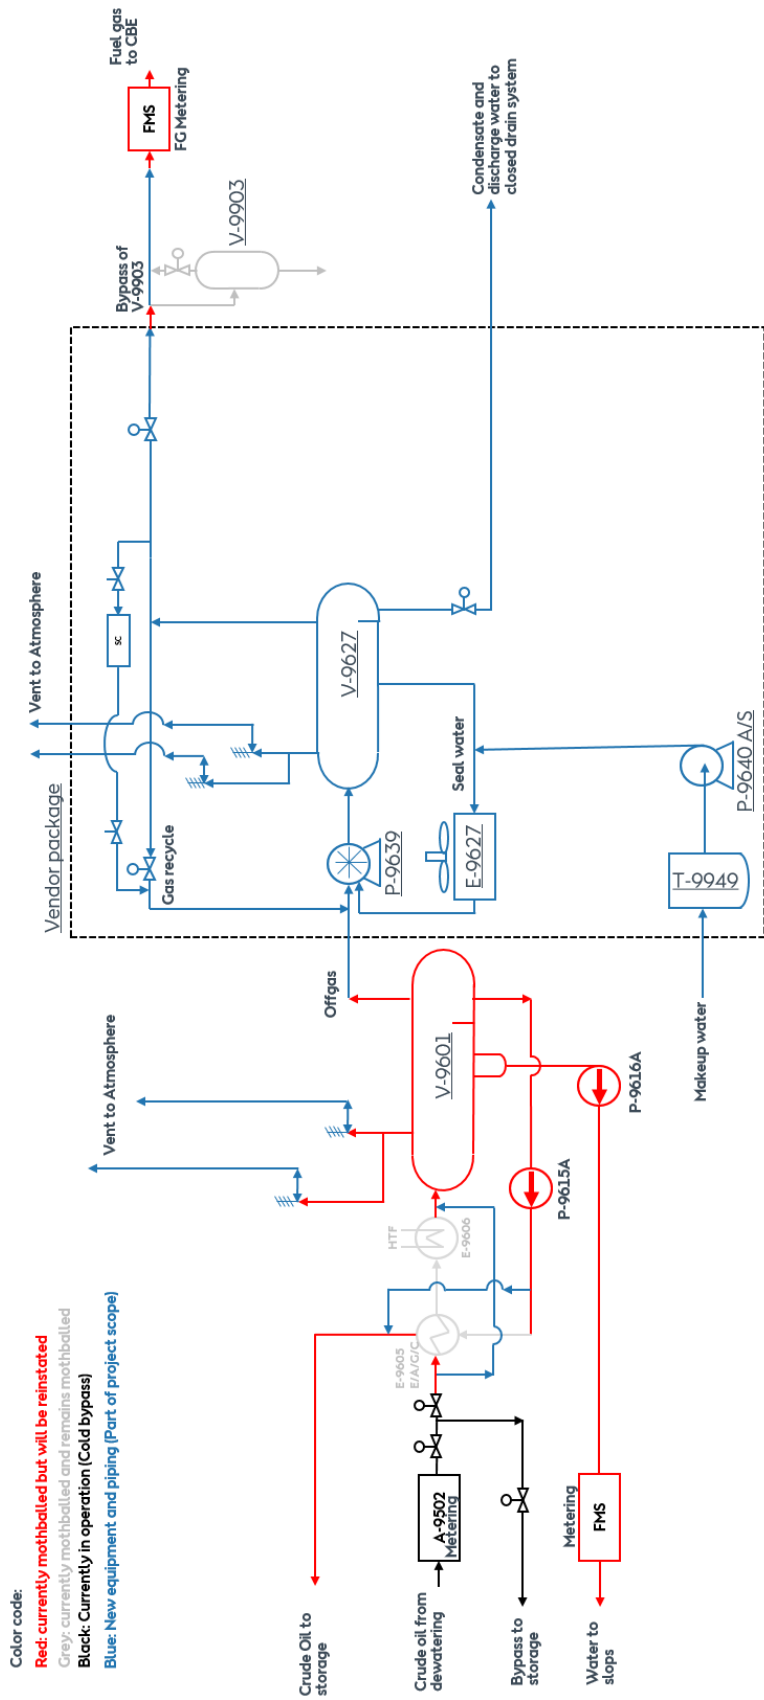 Color code:
Red: currently mothballed but will be reinstated
Grey: currently mothballed and remains mothballed
Black: Currently in operation (Cold bypass)
Blue: New equipment and piping (Part of project scope)
Crude Oil to
storage
Crude oil from
dewatering
Bypass to
storage
Water to
slops
A-9502
Metering
Metering
FMS
E-9605
E/A/G/C
HTF
E-9606
P-9615A
P-9616A
V-9601
Vent to Atmosphere
Offgas
Makeup water
Vendor package
Gas recycle
P-9639
E-9627
T-9949
P-9640 A/S
Seal water
V-9627
SC
Vent to Atmosphere
Bypass of
V-9903
V-9903
FMS
FG Metering
Fuel gas
to CBE
Condensate and
discharge water to
closed drain system